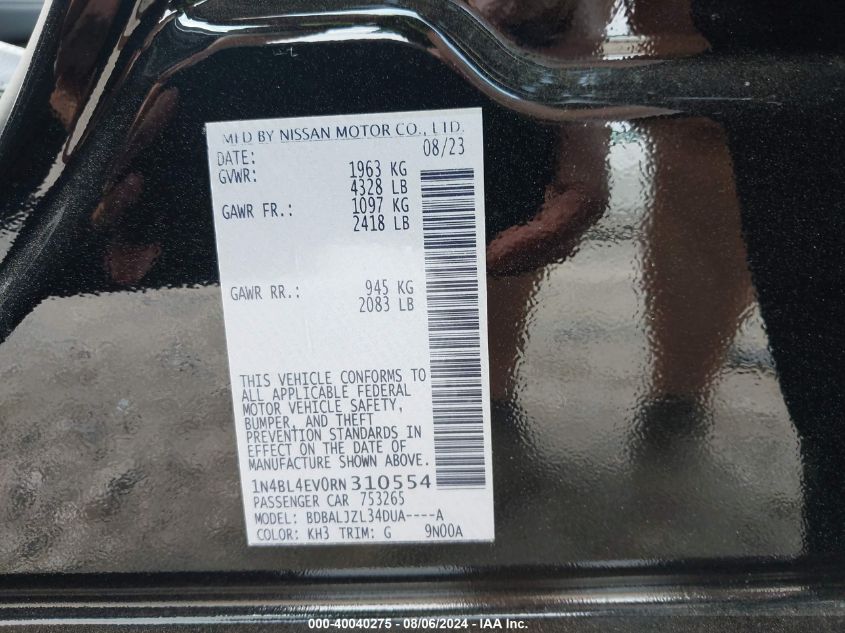 MFD BY NISSAN MOTOR CO., LTD.
DATE: 08/23
GVWR: 1963 KG
4328 LB
GAWR FR.: 1097 KG
2418 LB
GAWR RR.: 945 KG
2083 LB
THIS VEHICLE CONFORMS TO
ALL APPLICABLE FEDERAL
MOTOR VEHICLE SAFETY,
BUMPER, AND THEFT
PREVENTION STANDARDS IN
EFFECT ON THE DATE OF
MANUFACTURE SHOWN ABOVE.
1N4BL4EV0RN310554
PASSENGER CAR 753265
MODEL: BDBALJZL34DUA----A
COLOR: KH3 TRIM: G 9N00A
000-40040275 - 08/06/2024 - IAA Inc.